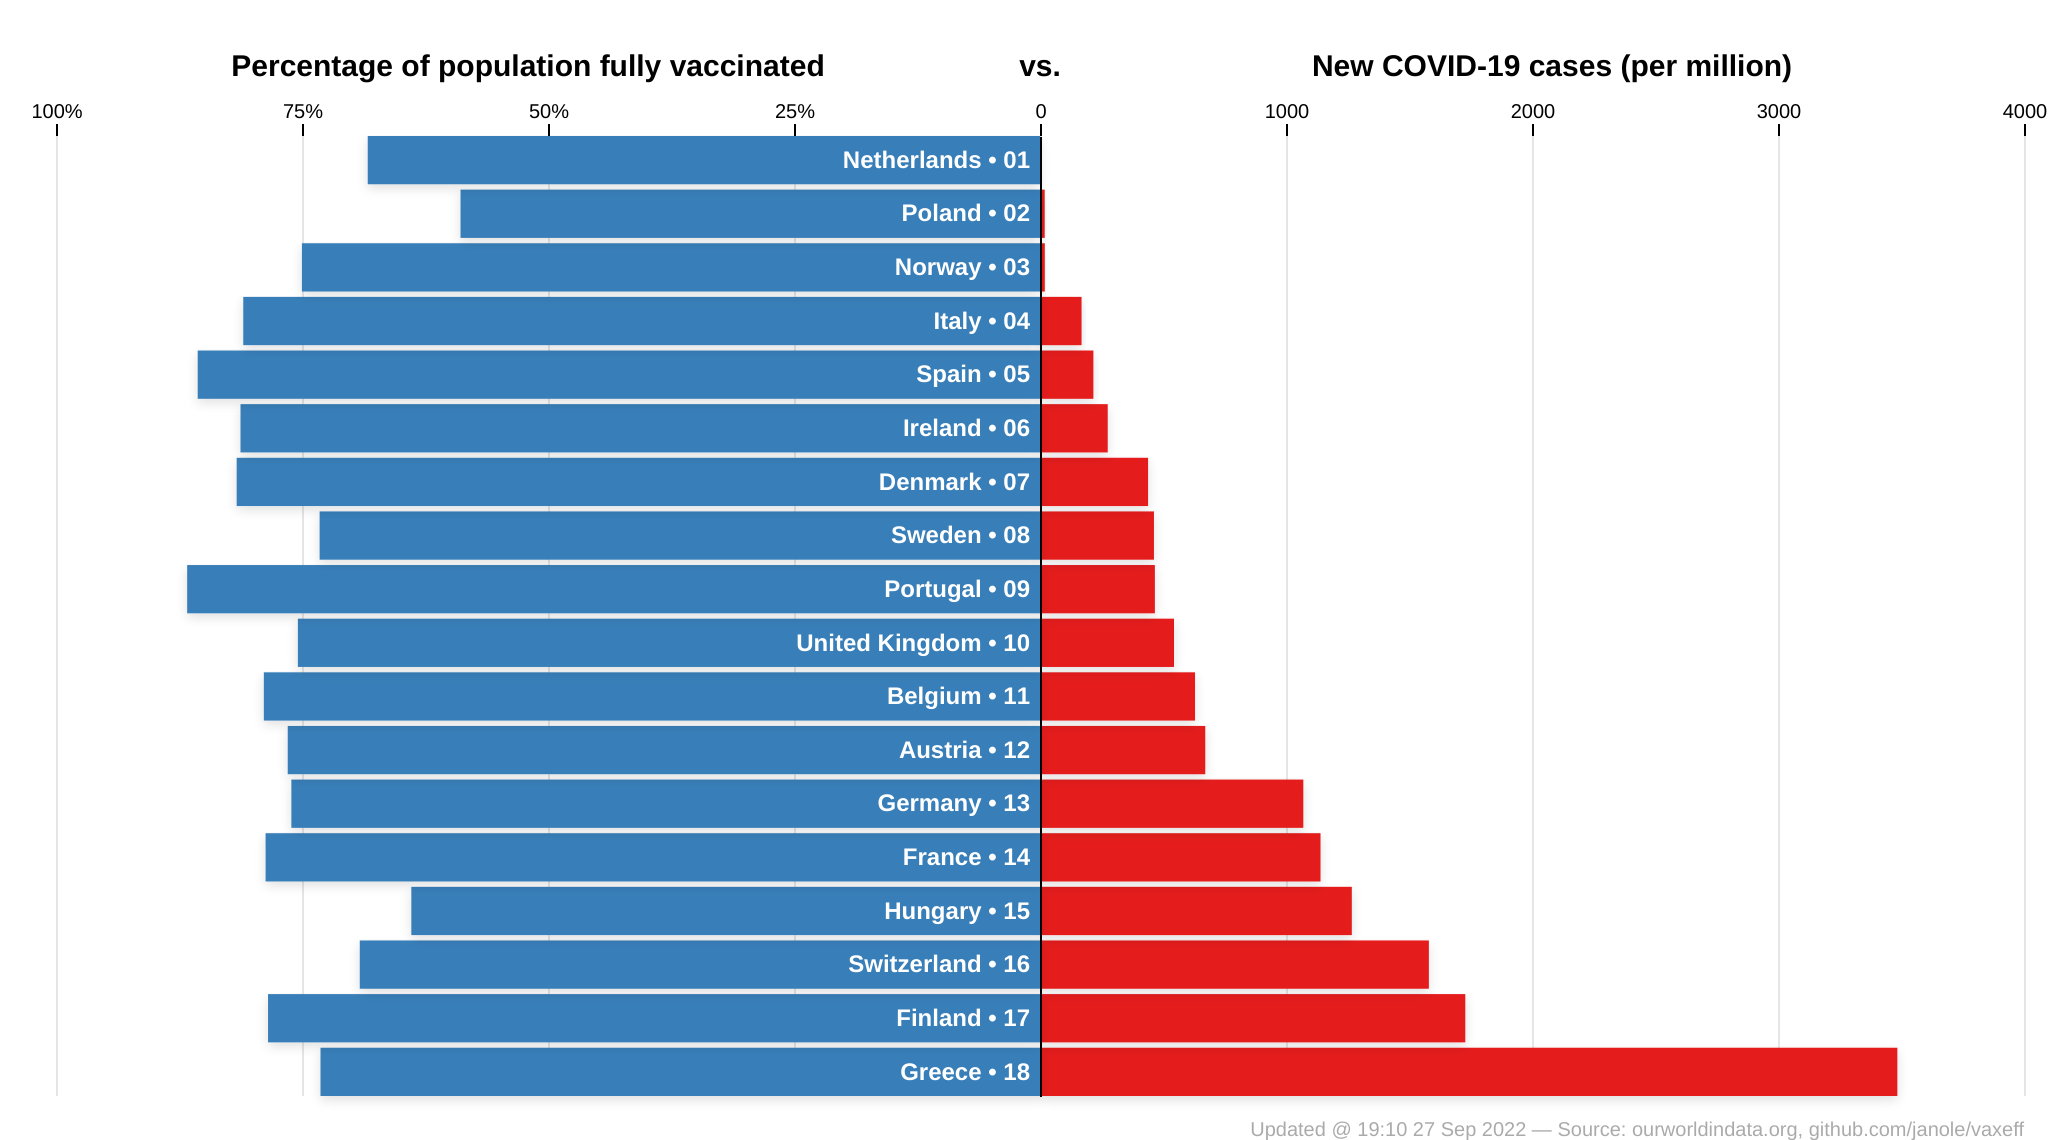 Percentage of population fully vaccinated vs. New COVID-19 cases (per million)
100% 75% 50% 25% 0 1000 2000 3000 4000
Netherlands • 01
Poland • 02
Norway • 03
Italy • 04
Spain • 05
Ireland • 06
Denmark • 07
Sweden • 08
Portugal • 09
United Kingdom • 10
Belgium • 11
Austria • 12
Germany • 13
France • 14
Hungary • 15
Switzerland • 16
Finland • 17
Greece • 18
Updated @ 19:10 27 Sep 2022 — Source: ourworldindata.org, github.com/janole/vaxeff